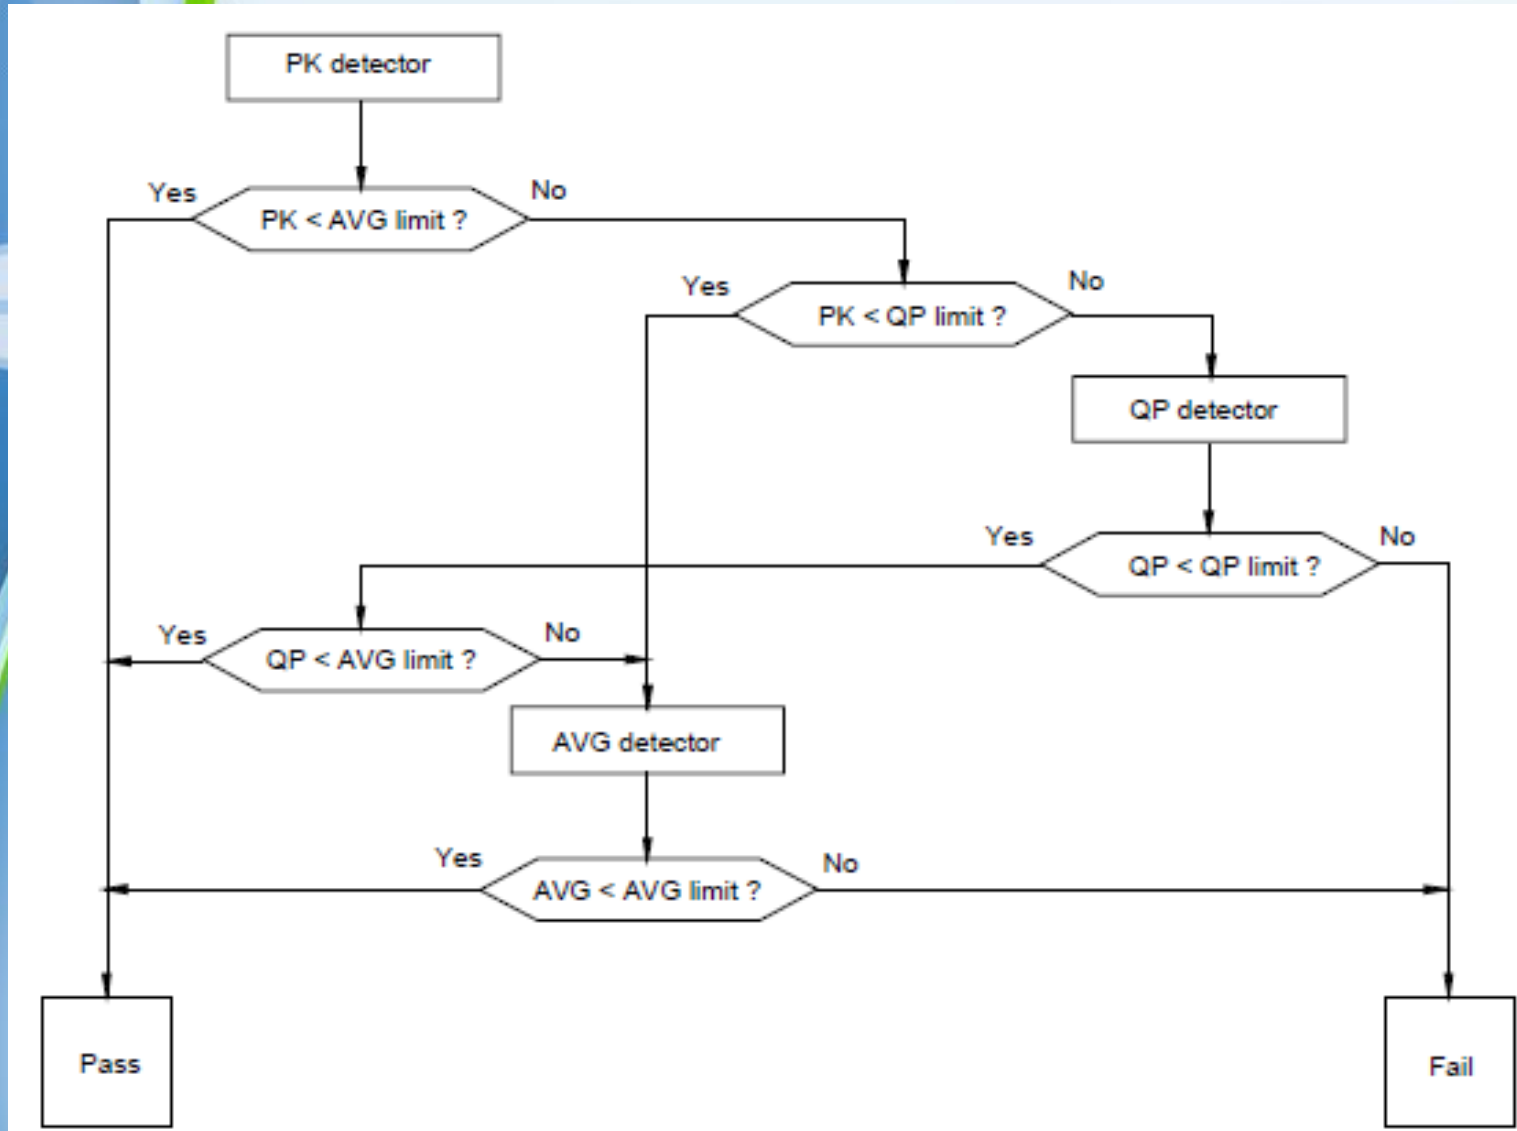 PK detector
Yes
No
PK < AVG limit ?
Yes
No
PK < QP limit ?
QP detector
Yes
No
QP < QP limit ?
Yes
No
QP < AVG limit ?
AVG detector
Yes
No
AVG < AVG limit ?
Pass
Fail